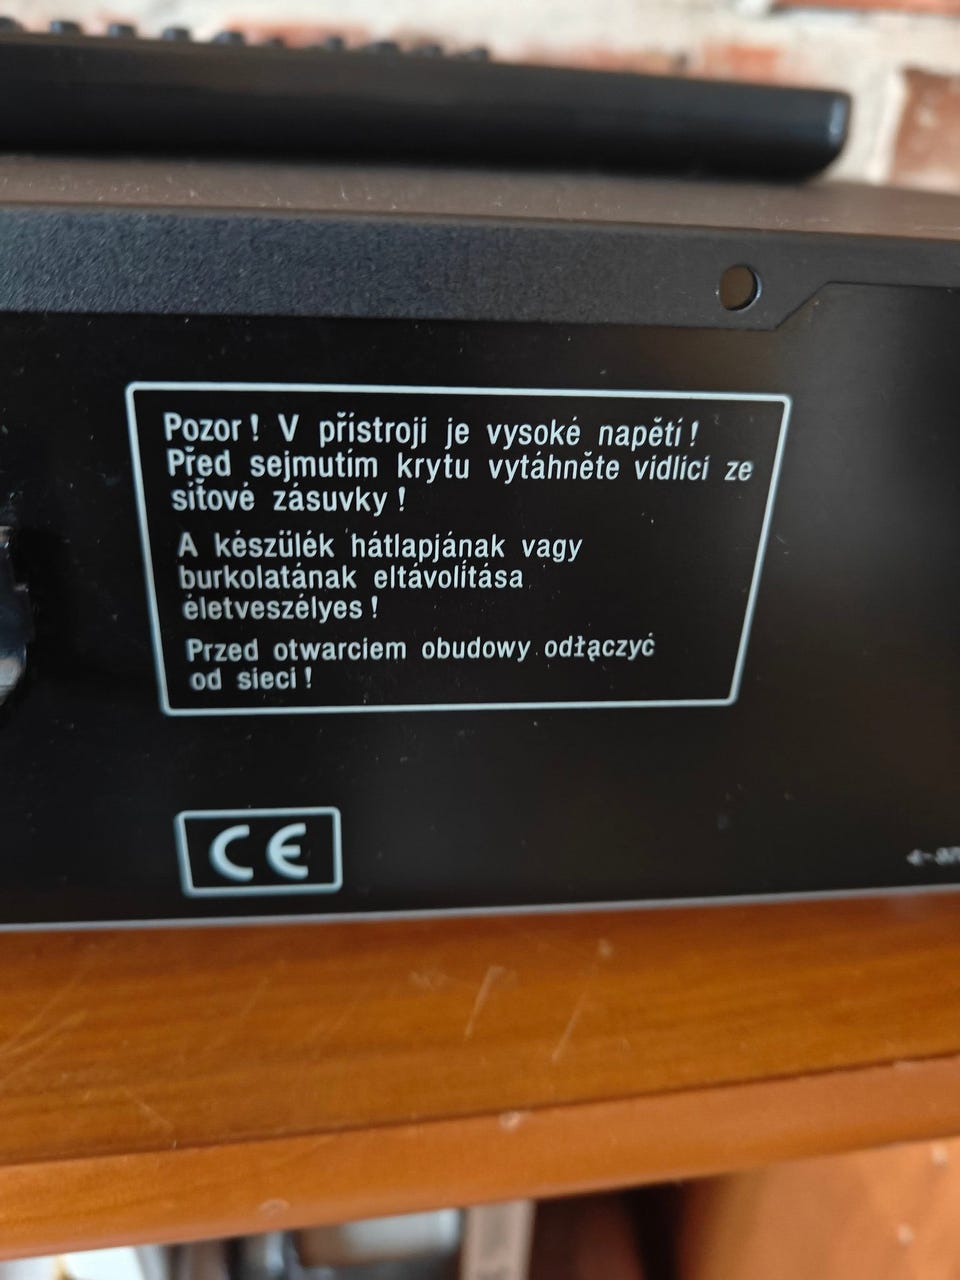 Pozor! V přístroji je vysoké napětí!
Před sejmutím krytu vytáhněte vidlici ze
síťové zásuvky!
A készülék hátlapjának vagy
burkolatának eltávolítása
életveszélyes!
Przed otwarciem obudowy odłączyć
od sieci!
CE